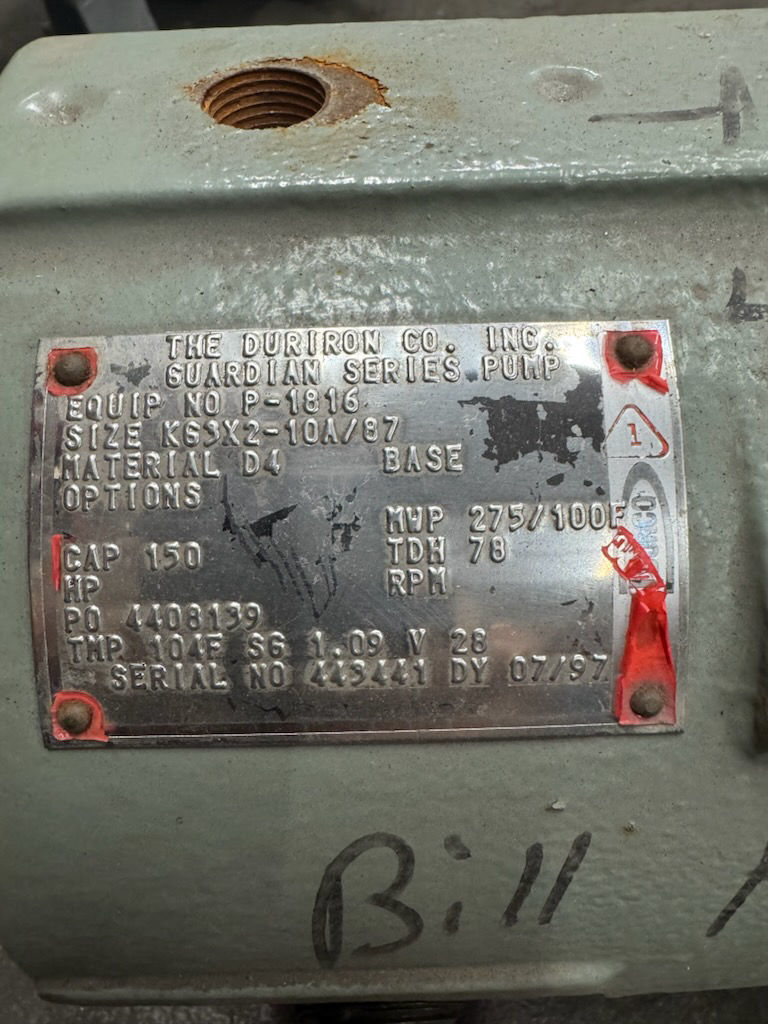 THE DURIRON CO. INC.
GUARDIAN SERIES PUMP
EQUIP NO P-1816
SIZE KG3X2-10A/87
MATERIAL D4 BASE
OPTIONS
MWP 275/100F
CAP 150 TDH 78
HP RPM
PO 4408139
TMP 104F SG 1.09 V 28
SERIAL NO 443441 DY 07/97
1
Bill